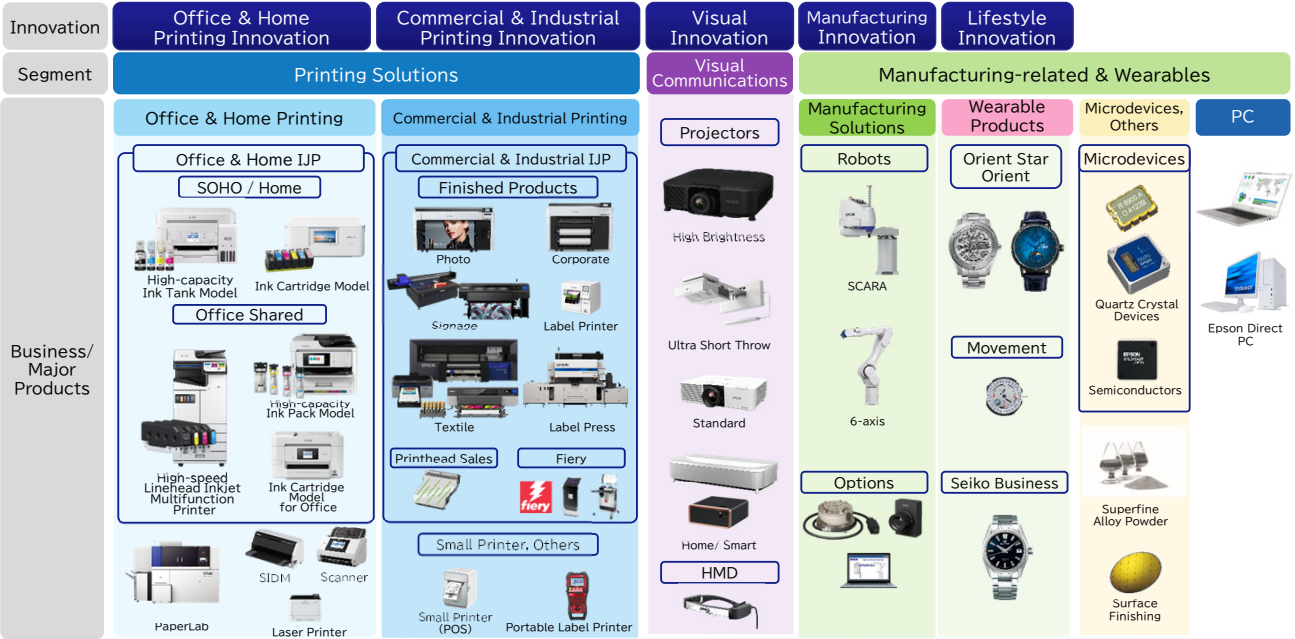 Innovation
Office & Home
Printing Innovation
Commercial & Industrial
Printing Innovation
Visual
Innovation
Manufacturing
Innovation
Lifestyle
Innovation
Segment
Printing Solutions
Visual
Communications
Manufacturing-related & Wearables
Business/
Major
Products
Office & Home Printing
Office & Home IJP
SOHO / Home
High-capacity
Ink Tank Model
Ink Cartridge Model
Office Shared
High-speed
Linehead Inkjet
Multifunction
Printer
High-capacity
Ink Pack Model
Ink Cartridge
Model
for Office
PaperLab
SIDM
Scanner
Laser Printer
Commercial & Industrial Printing
Commercial & Industrial IJP
Finished Products
Photo
Corporate
Signage
Label Printer
EPSON
EPSON
Textile
Label Press
Printhead Sales
Fiery
fiery
Small Printer, Others
Small Printer
(POS)
Portable Label Printer
Projectors
High Brightness
Ultra Short Throw
Standard
Home/ Smart
HMD
Manufacturing
Solutions
Robots
SCARA
6-axis
Options
Wearable
Products
Orient Star
Orient
Movement
Seiko Business
Microdevices,
Others
Microdevices
Quartz Crystal
Devices
EPSON
Semiconductors
Superfine
Alloy Powder
Surface
Finishing
PC
Epson Direct
PC